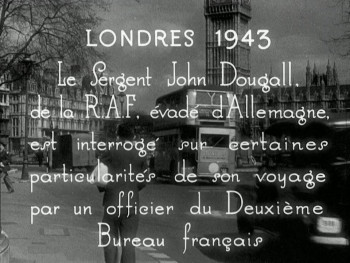 LONDRES 1943
Le Sergent John Dougall,
de la R.A.F. évadé d'Allemagne,
est interrogé sur certaines
particularités de son voyage
par un officier du Deuxième
Bureau français